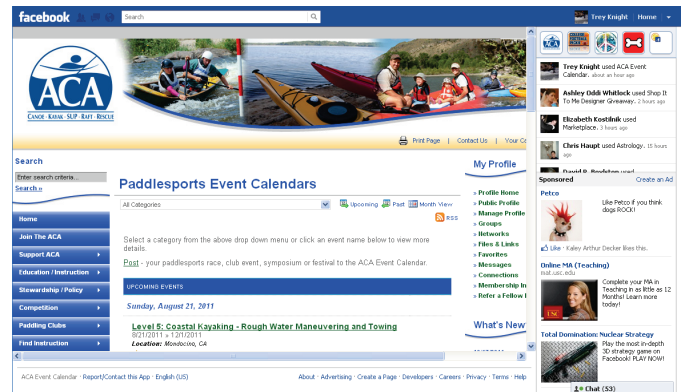 facebook
Search
Trey Knight
Home
ACA
CANOE - KAYAK - SUP - RAFT - RESCUE
Print Page | Contact Us | Your Ca
Search
Enter search criteria...
Search »
Home
Join The ACA
Support ACA
Education / Instruction
Stewardship / Policy
Competition
Paddling Clubs
Find Instruction
Paddlesports Event Calendars
All Categories
Upcoming
Past
Month View
RSS
Select a category from the above drop down menu or click an event name below to view more
details.
Post - your paddlesports race, club event, symposium or festival to the ACA Event Calendar.
UPCOMING EVENTS
Sunday, August 21, 2011
Level 5: Coastal Kayaking - Rough Water Maneuvering and Towing
8/21/2011 » 12/1/2011
Location: Mondocino, CA
My Profile
» Profile Home
» Public Profile
» Manage Profile
» Groups
» Networks
» Files & Links
» Favorites
» Messages
» Connections
» Membership In
» Refer a Fellow I
What's New
Trey Knight used ACA Event
Calendar. about an hour ago
Ashley Oddi Whitlock used Shop It
To Me Designer Giveaway. 2 hours ago
Elizabeth Kostilnik used
Marketplace. 3 hours ago
Chris Haupt used Astrology. 15 hours
ago
David R. Boylston used
Sponsored
Create an Ad
Petco
Like Petco if you think
dogs ROCK!
Like · Kaley Arthur Decker likes this.
Online MA (Teaching)
mat.usc.edu
USC
Complete your MA in
Teaching in as little as 12
Months! Learn more
today!
Total Domination: Nuclear Strategy
Play the most in-depth
3D strategy game on
Facebook! PLAY NOW!
Chat (53)
ACA Event Calendar · Report/Contact this App · English (US)
About · Advertising · Create a Page · Developers · Careers · Privacy · Terms · Help